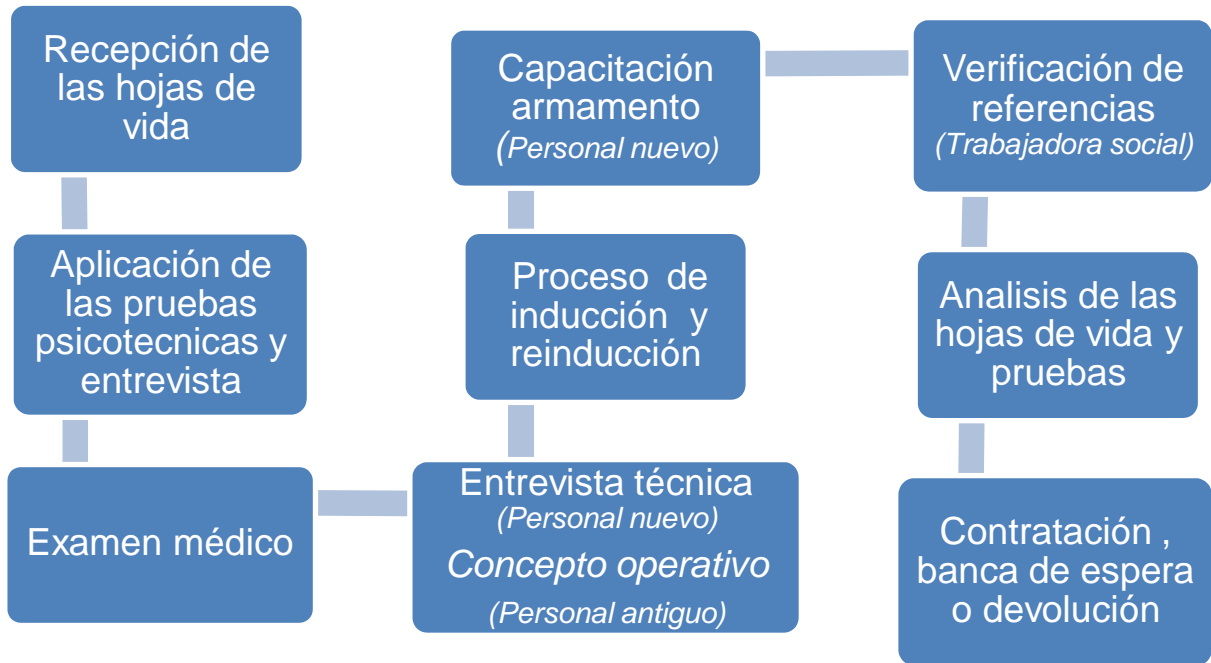 Recepción de
las hojas de
vida
Aplicación de
las pruebas
psicotecnicas y
entrevista
Examen médico
Entrevista técnica
(Personal nuevo)
Concepto operativo
(Personal antiguo)
Proceso de
inducción y
reinducción
Capacitación
armamento
(Personal nuevo)
Verificación de
referencias
(Trabajadora social)
Analisis de las
hojas de vida y
pruebas
Contratación ,
banca de espera
o devolución